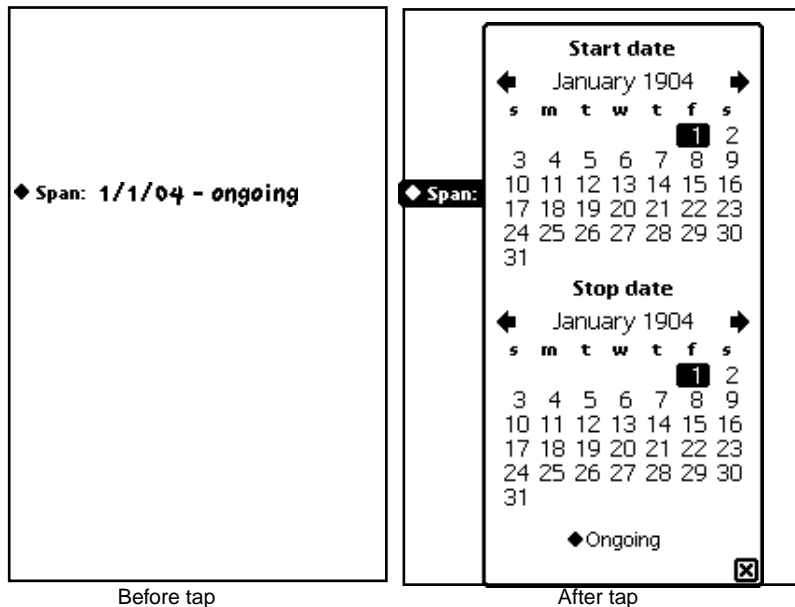 ◆ Span: 1/1/04 – ongoing
Before tap
◆ Span:
Start date
January 1904
s m t w t f s
1 2
3 4 5 6 7 8 9
10 11 12 13 14 15 16
17 18 19 20 21 22 23
24 25 26 27 28 29 30
31
Stop date
January 1904
s m t w t f s
1 2
3 4 5 6 7 8 9
10 11 12 13 14 15 16
17 18 19 20 21 22 23
24 25 26 27 28 29 30
31
◆Ongoing
After tap